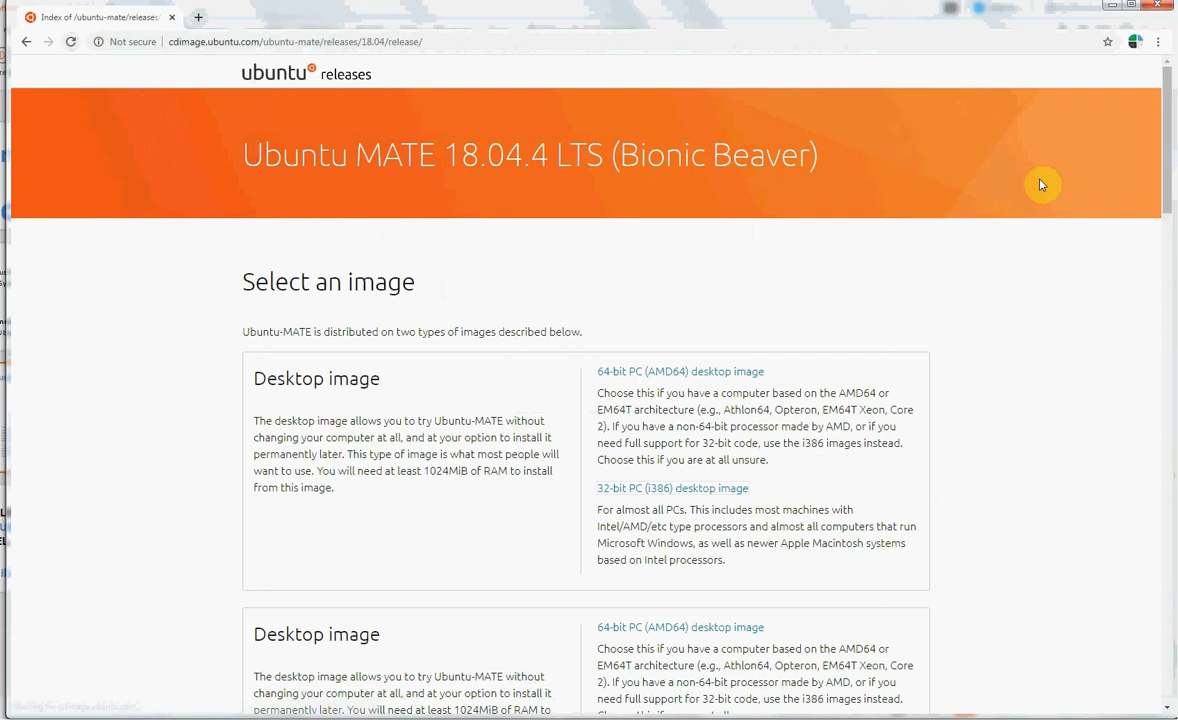 Index of /ubuntu-mate/releases
Not secure
cdimage.ubuntu.com/ubuntu-mate/releases/18.04/release/
ubuntu releases
Ubuntu MATE 18.04.4 LTS (Bionic Beaver)
Select an image
Ubuntu-MATE is distributed on two types of images described below.
Desktop image
The desktop image allows you to try Ubuntu-MATE without
changing your computer at all, and at your option to install it
permanently later. This type of image is what most people will
want to use. You will need at least 1024MiB of RAM to install
from this image.
64-bit PC (AMD64) desktop image
Choose this if you have a computer based on the AMD64 or
EM64T architecture (e.g., Athlon64, Opteron, EM64T Xeon, Core
2). If you have a non-64-bit processor made by AMD, or if you
need full support for 32-bit code, use the i386 images instead.
Choose this if you are at all unsure.
32-bit PC (i386) desktop image
For almost all PCs. This includes most machines with
Intel/AMD/etc type processors and almost all computers that run
Microsoft Windows, as well as newer Apple Macintosh systems
based on Intel processors.
Desktop image
The desktop image allows you to try Ubuntu-MATE without
changing your computer at all, and at your option to install it
permanently later. This type of image is what most people will
want to use. You will need at least 1024MiB of RAM to
64-bit PC (AMD64) desktop image
Choose this if you have a computer based on the AMD64 or
EM64T architecture (e.g., Athlon64, Opteron, EM64T Xeon, Core
2). If you have a non-64-bit processor made by AMD, or if you
need full support for 32-bit code, use the i386 images instead.